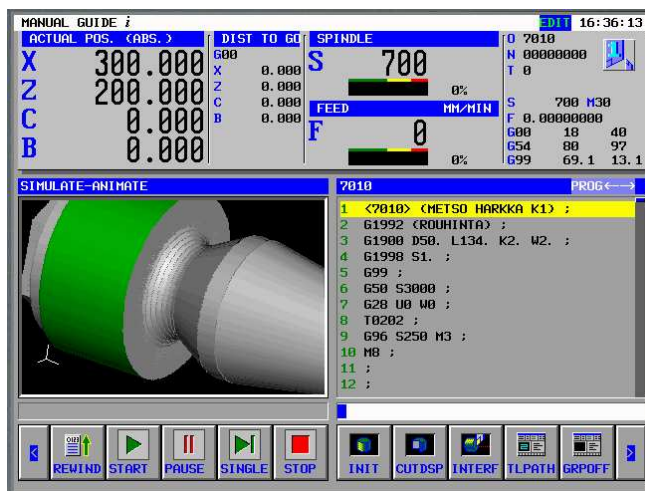 MANUAL GUIDE i EDIT 16:36:13
ACTUAL POS. (ABS.) DIST TO GO SPINDLE O 7010
X 300.000 G00 S 700 N 00000000
Z 200.000 X 0.000 T 0
C 0.000 Z 0.000 0%
B 0.000 C 0.000 FEED MM/MIN S 700 M30
B 0.000 F 0 F 0.00000000
G00 18 40
G54 80 97
0% G99 69.1 13.1
SIMULATE-ANIMATE
7010 PROG←--→
1 <7010> (METSO HARKKA K1) ;
2 G1992 (ROUHINTA) ;
3 G1900 D50. L134. K2. W2. ;
4 G1998 S1. ;
5 G99 ;
6 G50 S3000 ;
7 G28 U0 W0 ;
8 T0202 ;
9 G96 S250 M3 ;
10 M8 ;
11 ;
12 ;
< REWIND START PAUSE SINGLE STOP INIT CUTDSP INTERF TLPATH GRPOFF >